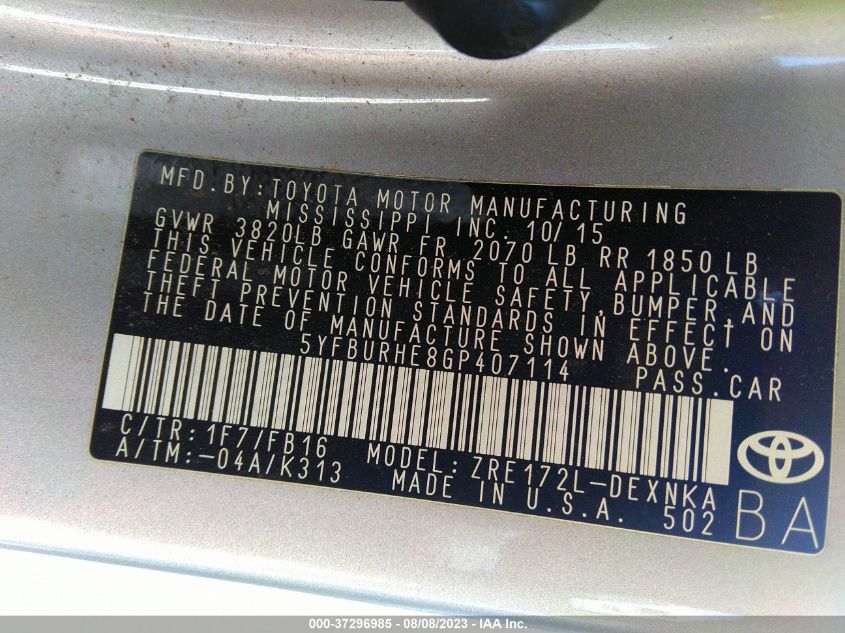 MFD.BY:TOYOTA MOTOR MANUFACTURING
MISSISSIPPI INC. 10/15
GVWR 3820LB GAWR FR. 2070 LB RR 1850 LB
THIS VEHICLE CONFORMS TO ALL APPLICABLE
FEDERAL MOTOR VEHICLE SAFETY,BUMPER,AND
THEFT PREVENTION STANDARDS IN EFFECT ON
THE DATE OF MANUFACTURE SHOWN ABOVE.
5YFBURHE8GP407114 PASS.CAR
C/TR:1F7/FB16 MODEL:ZRE172L-DEXNKA
A/TM:-04A/K313 MADE IN U.S.A. 502
BA
000-37296985 - 08/08/2023 - IAA Inc.